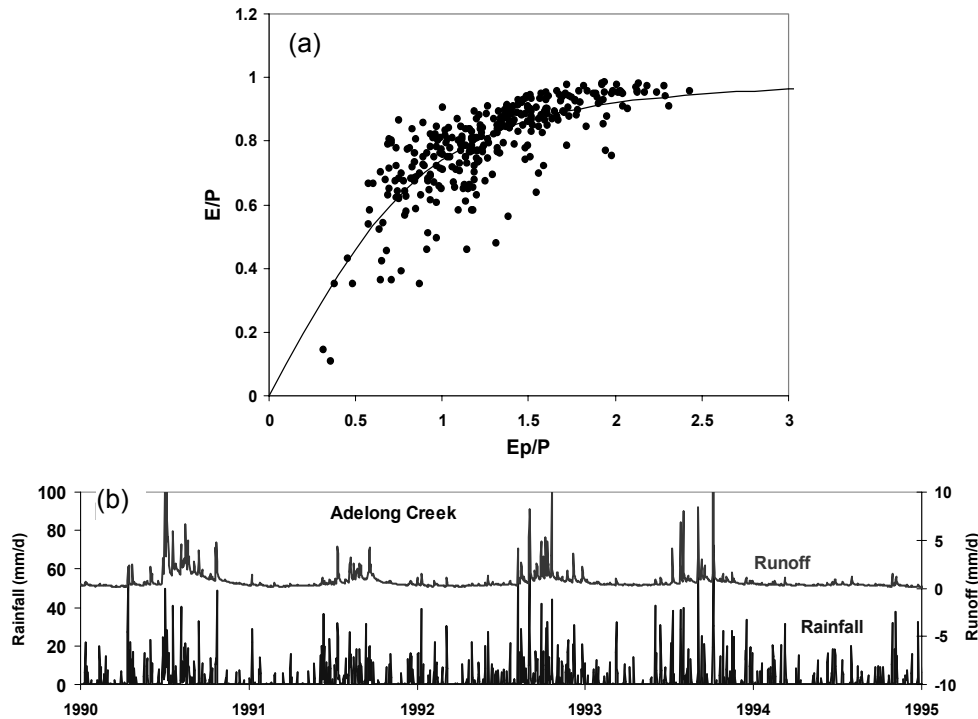 (a)
1.2
1
0.8
0.6
0.4
0.2
0
E/P
0 0.5 1 1.5 2 2.5 3
Ep/P
(b)
Adelong Creek
Runoff
Rainfall
100
80
60
40
20
0
Rainfall (mm/d)
10
5
0
-5
-10
Runoff (mm/d)
1990 1991 1992 1993 1994 1995